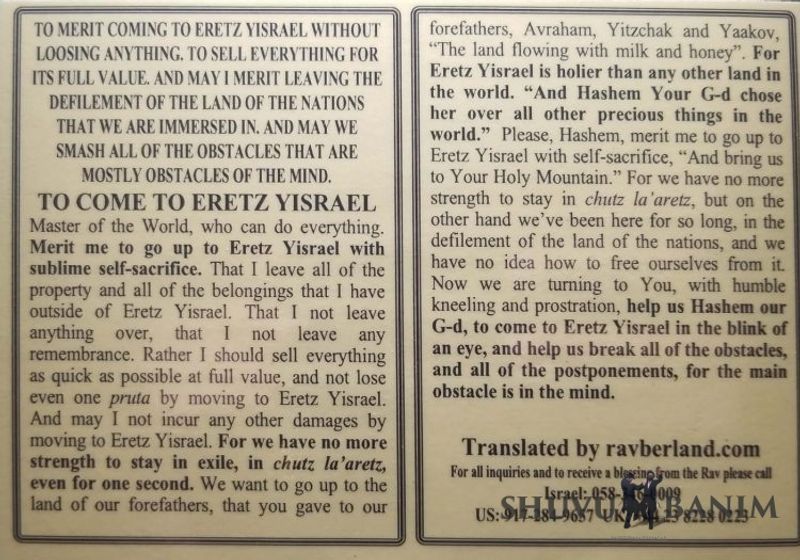 TO MERIT COMING TO ERETZ YISRAEL WITHOUT
LOOSING ANYTHING. TO SELL EVERYTHING FOR
ITS FULL VALUE. AND MAY I MERIT LEAVING THE
DEFILEMENT OF THE LAND OF THE NATIONS
THAT WE ARE IMMERSED IN. AND MAY WE
SMASH ALL OF THE OBSTACLES THAT ARE
MOSTLY OBSTACLES OF THE MIND.
TO COME TO ERETZ YISRAEL
Master of the World, who can do everything.
Merit me to go up to Eretz Yisrael with
sublime self-sacrifice. That I leave all of the
property and all of the belongings that I have
outside of Eretz Yisrael. That I not leave
anything over, that I not leave any
remembrance. Rather I should sell everything
as quick as possible at full value, and not lose
even one pruta by moving to Eretz Yisrael.
And may I not incur any other damages by
moving to Eretz Yisrael. For we have no more
strength to stay in exile, in chutz la’aretz,
even for one second. We want to go up to the
land of our forefathers, that you gave to our
forefathers, Avraham, Yitzchak and Yaakov,
“The land flowing with milk and honey”. For
Eretz Yisrael is holier than any other land in
the world. “And Hashem Your G-d chose
her over all other precious things in the
world.” Please, Hashem, merit me to go up to
Eretz Yisrael with self-sacrifice, “And bring us
to Your Holy Mountain.” For we have no more
strength to stay in chutz la’aretz, but on the
other hand we’ve been here for so long, in the
defilement of the land of the nations, and we
have no idea how to free ourselves from it.
Now we are turning to You, with humble
kneeling and prostration, help us Hashem our
G-d, to come to Eretz Yisrael in the blink of
an eye, and help us break all of the obstacles,
and all of the postponements, for the main
obstacle is in the mind.
Translated by ravberland.com
For all inquiries and to receive a blessing from the Rav please call
Israel:
SHUVU BANIM
US: UK: 8228 0223